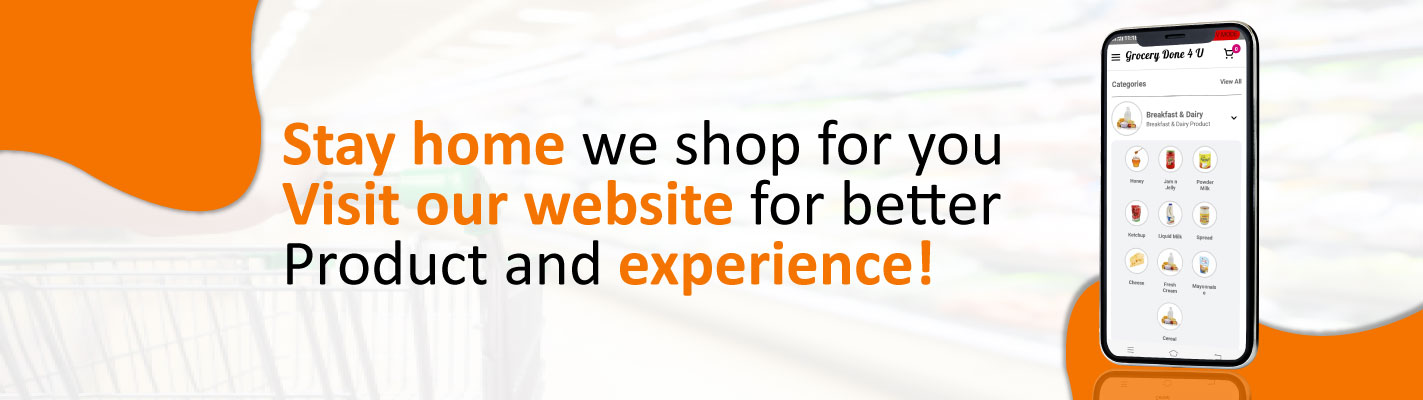 Stay home we shop for you
Visit our website for better
Product and experience!
Grocery Done 4 U
0
Categories
View All
Breakfast & Dairy
Breakfast & Dairy Product
Honey
Jam n
Jelly
Powder
Milk
Ketchup
Liquid Milk
Spread
Cheese
Fresh
Cream
Mayonnais
e
Cereal